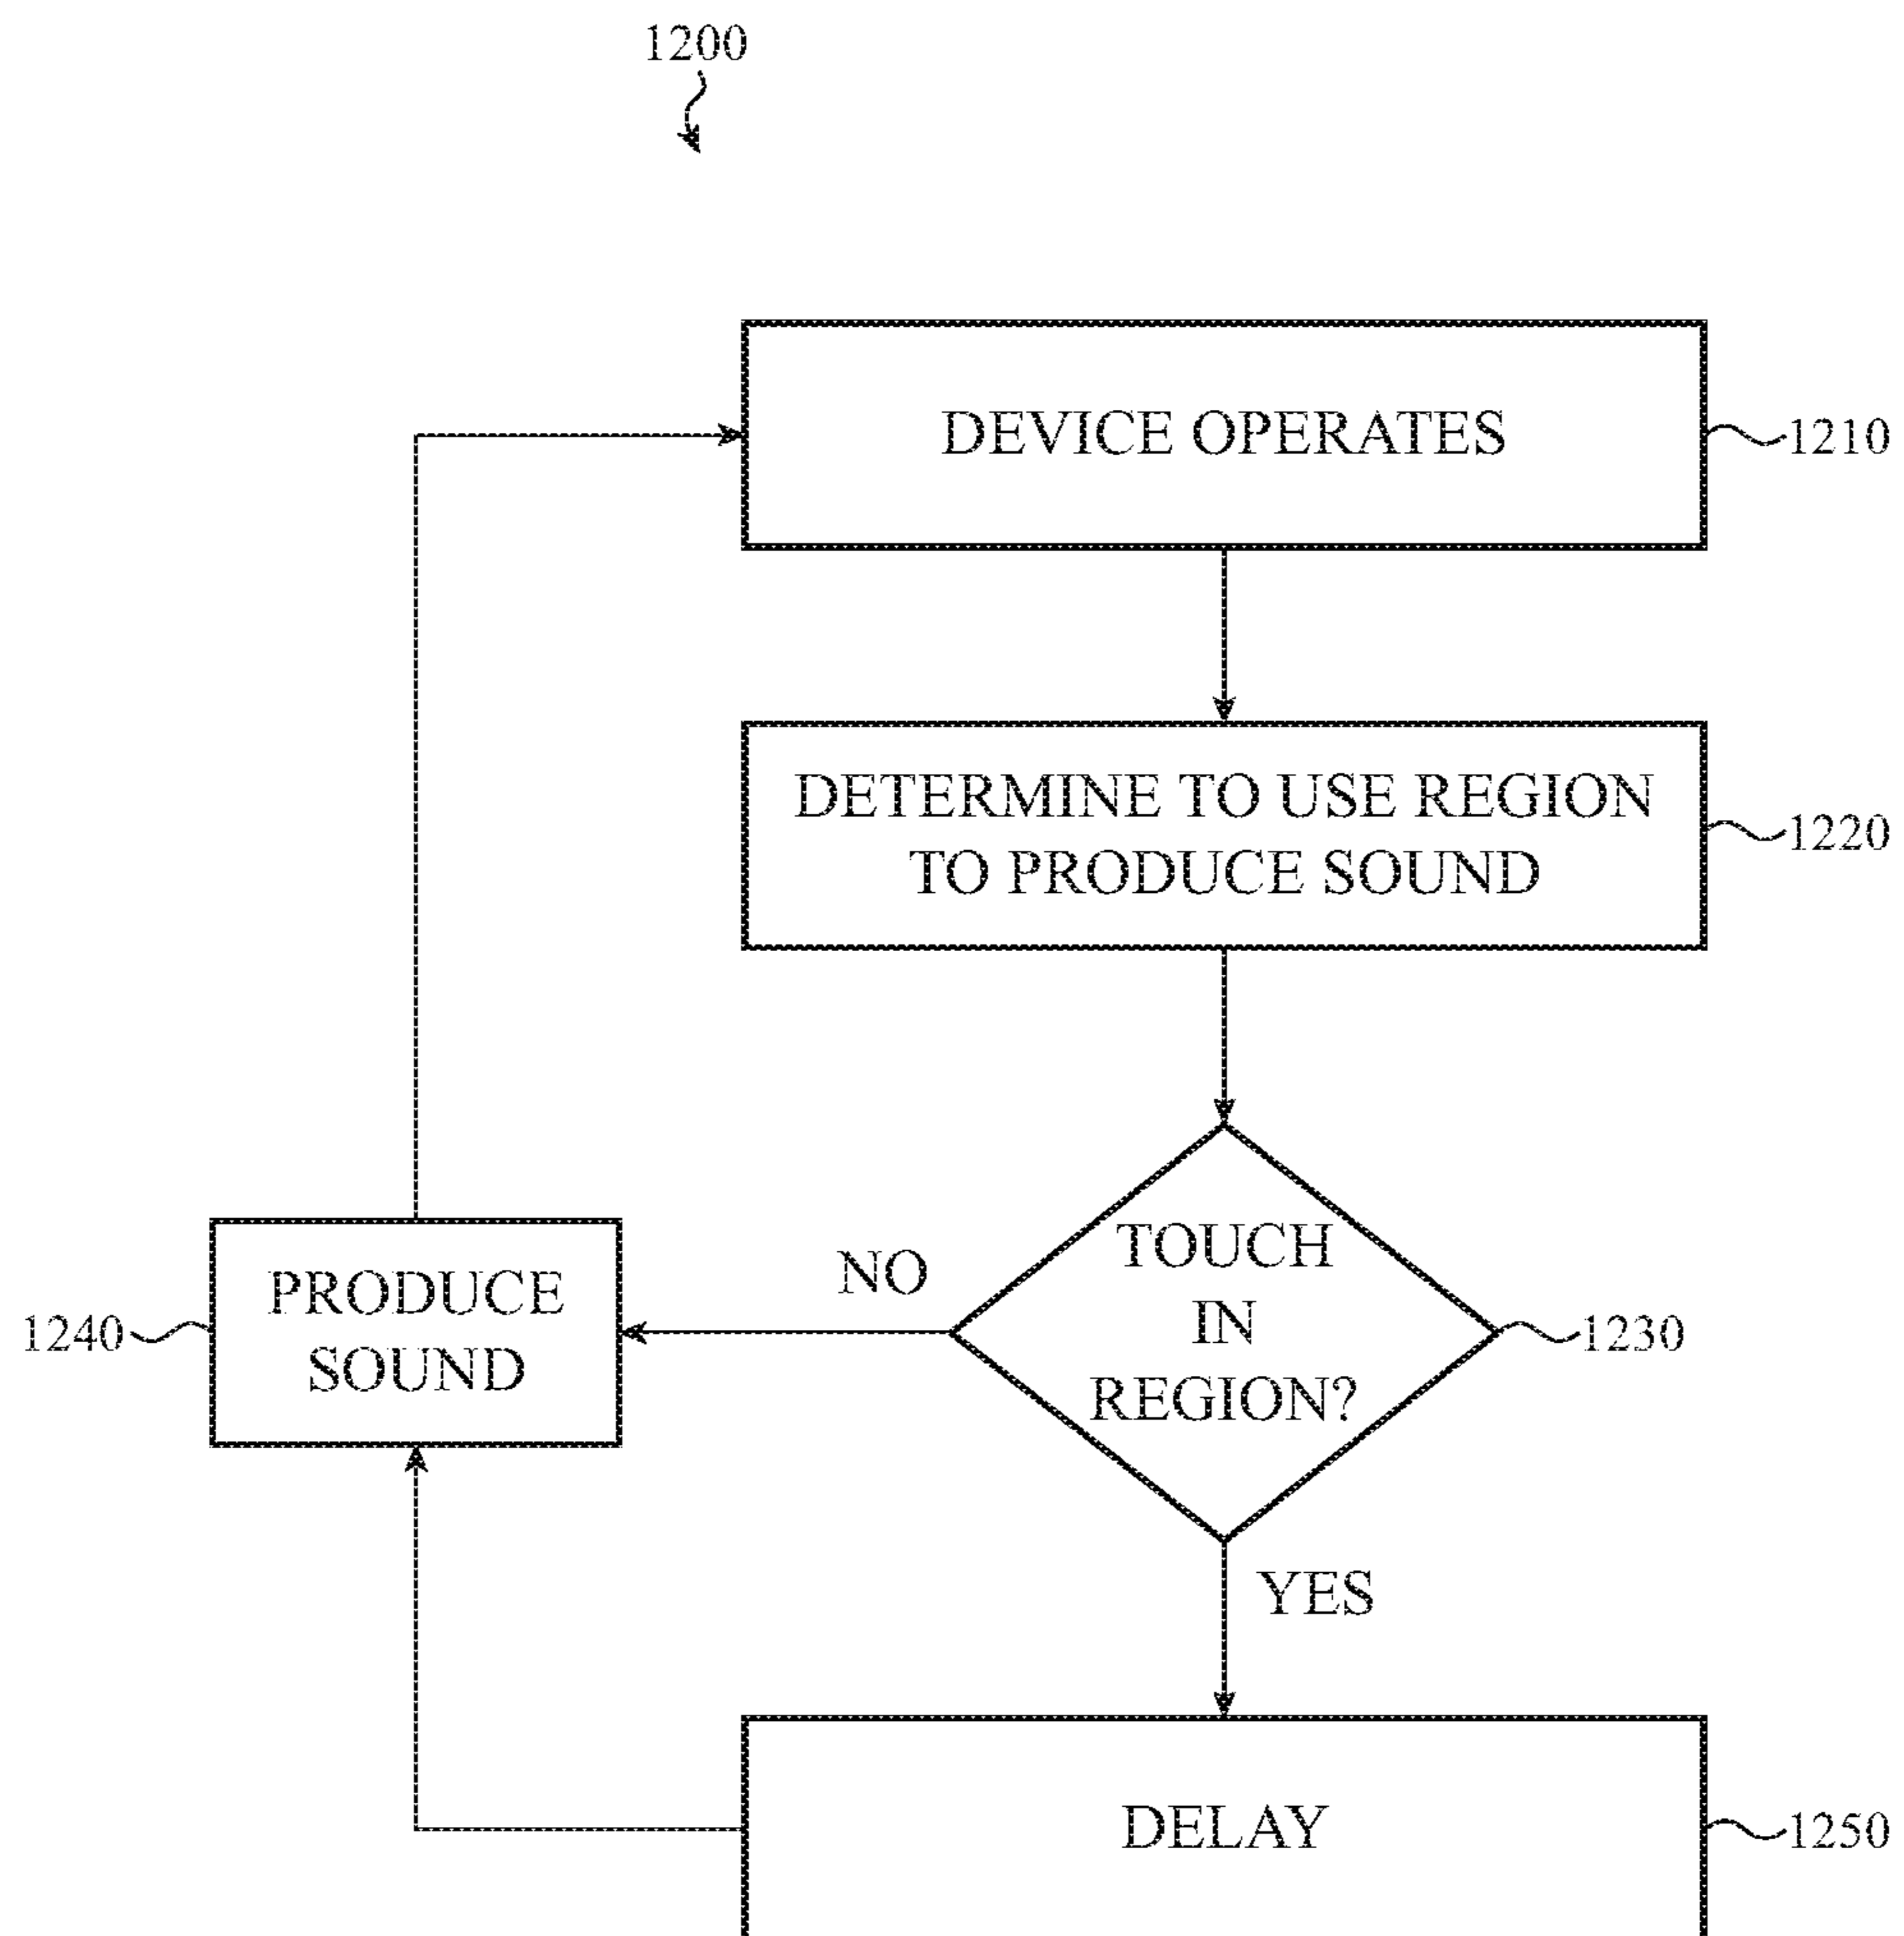 1200
DEVICE OPERATES
1210
DETERMINE TO USE REGION
TO PRODUCE SOUND
1220
TOUCH
IN
REGION?
1230
NO
PRODUCE
SOUND
1240
YES
DELAY
1250